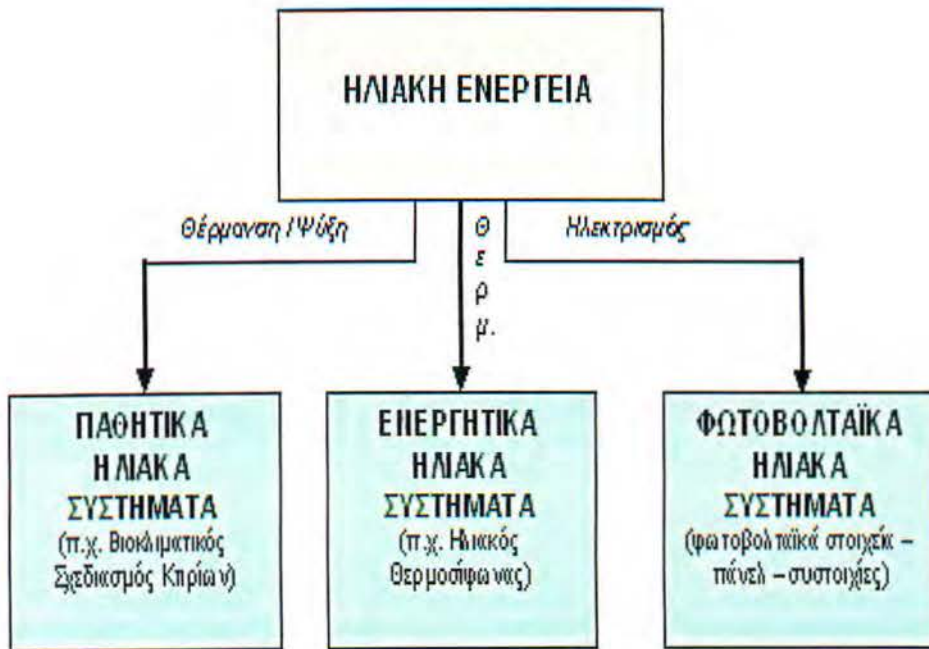 ΗΛΙΑΚΗ ΕΝΕΡΓΕΙΑ
Θέρμανση / Ψύξη
Θερμ.
Ηλεκτρισμός
ΠΑΘΗΤΙΚΑ
ΗΛΙΑΚΑ
ΣΥΣΤΗΜΑΤΑ
(π.χ. Βιοκλιματικός
Σχεδιασμός Κτιρίων)
ΕΝΕΡΓΗΤΙΚΑ
ΗΛΙΑΚΑ
ΣΥΣΤΗΜΑΤΑ
(π.χ. Ηλιακός
Θερμοσίφωνας)
ΦΩΤΟΒΟΛΤΑΪΚΑ
ΗΛΙΑΚΑ
ΣΥΣΤΗΜΑΤΑ
(φωτοβολταϊκά στοιχεία –
πάνελ – συστοιχίες)